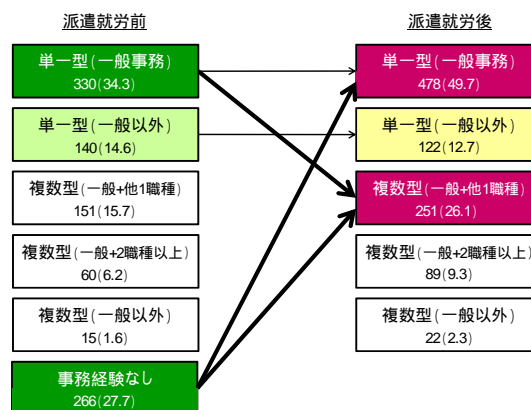 派遣就労前
単一型(一般事務)
330(34.3)
単一型(一般以外)
140(14.6)
複数型(一般+他1職種)
151(15.7)
複数型(一般+2職種以上)
60(6.2)
複数型(一般以外)
15(1.6)
事務経験なし
266(27.7)
派遣就労後
単一型(一般事務)
478(49.7)
単一型(一般以外)
122(12.7)
複数型(一般+他1職種)
251(26.1)
複数型(一般+2職種以上)
89(9.3)
複数型(一般以外)
22(2.3)